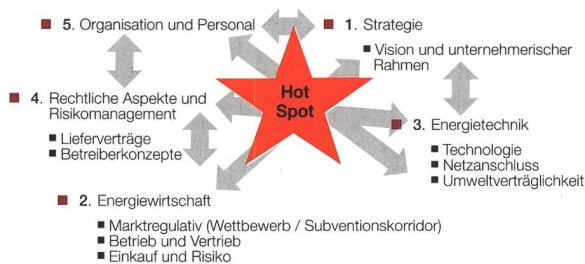 5. Organisation und Personal
1. Strategie
■ Vision und unternehmerischer
Rahmen
Hot
Spot
4. Rechtliche Aspekte und
Risikomanagement
■ Lieferverträge
■ Betreiberkonzepte
3. Energietechnik
■ Technologie
■ Netzanschluss
■ Umweltverträglichkeit
2. Energiewirtschaft
■ Marktregulativ (Wettbewerb / Subventionskorridor)
■ Betrieb und Vertrieb
■ Einkauf und Risiko